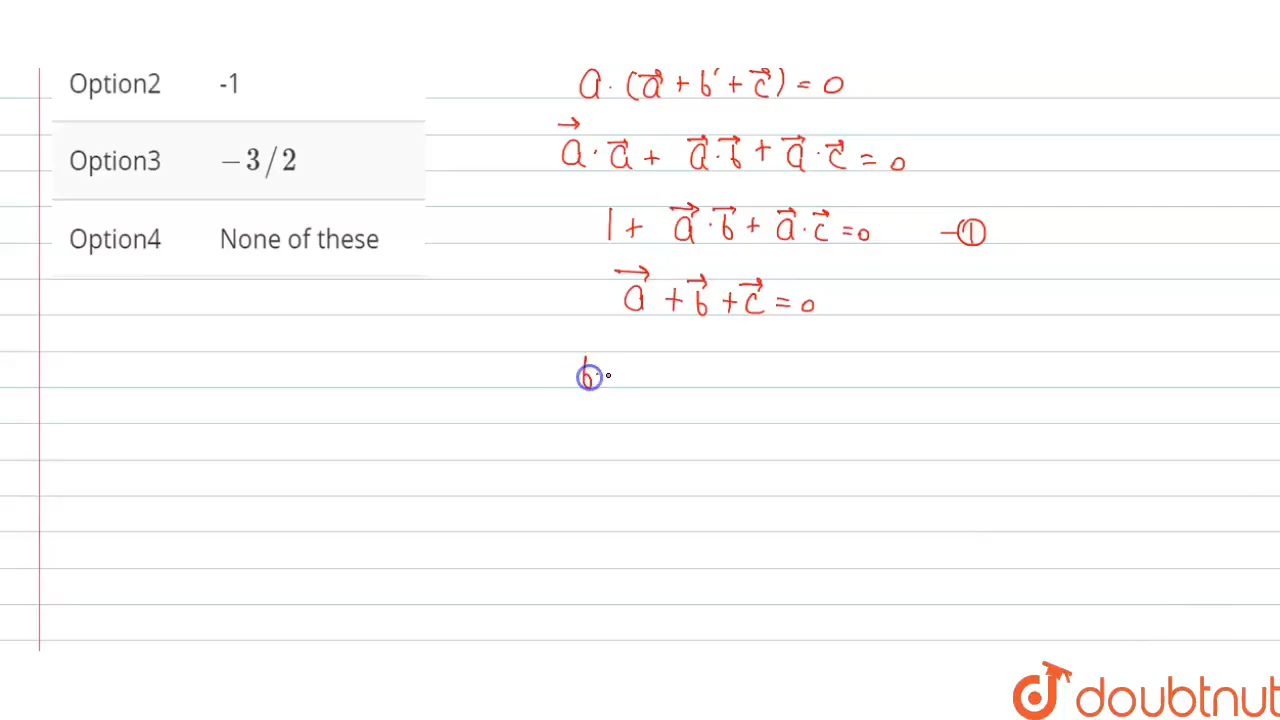 Option2 -1
Option3 −3/2
Option4 None of these
a · (a⃗ + b + c⃗) = 0
a⃗ · a⃗ + a⃗ · b⃗ + a⃗ · c⃗ = 0
1 + a⃗ · b⃗ + a⃗ · c⃗ = 0 —①
a⃗ + b⃗ + c⃗ = 0
b ·
doubtnut